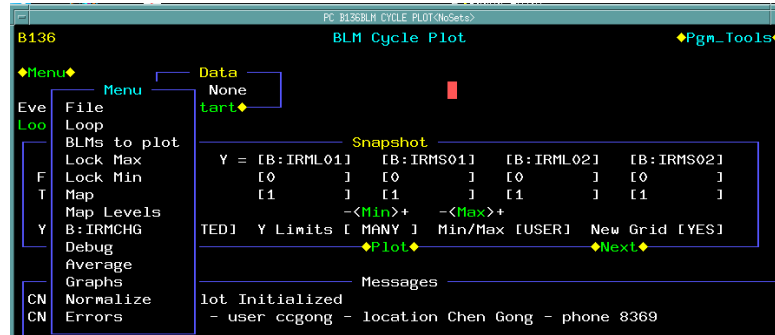 PC B136BLM CYCLE PLOT<NoSets>
B136 BLM Cycle Plot ◆Pgm_Tools◆
◆Menu◆ Data
Menu None
Eve File tart◆
Loo Loop
BLMs to plot Snapshot
Lock Max Y = [B:IRML01] [B:IRMS01] [B:IRML02] [B:IRMS02]
F Lock Min [0 ] [0 ] [0 ] [0 ]
T Map [1 ] [1 ] [1 ] [1 ]
Map Levels -<Min>+ -<Max>+
Y B:IRMCHG TED] Y Limits [ MANY ] Min/Max [USER] New Grid [YES]
Debug ◆Plot◆ ◆Next◆
Average
Graphs Messages
CN Normalize lot Initialized
CN Errors - user ccgong - location Chen Gong - phone 8369